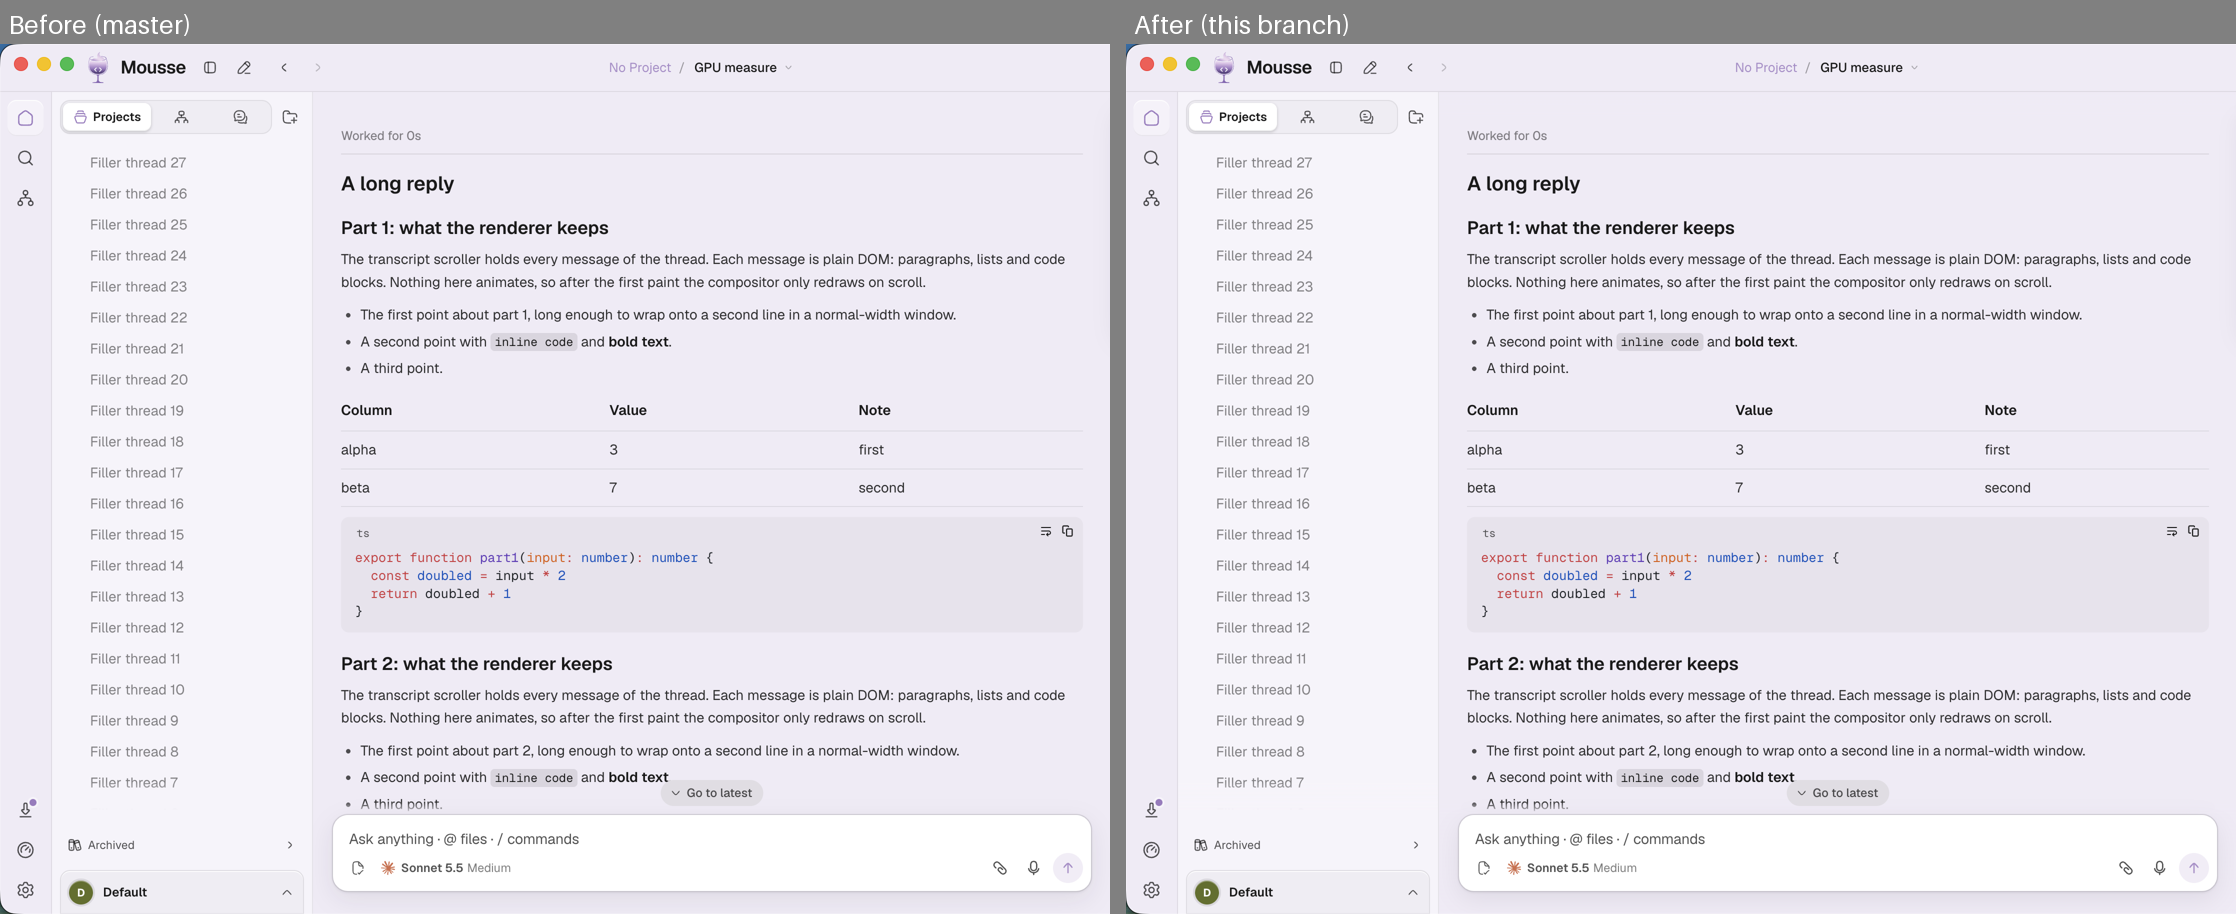 Before (master)
Mousse
No Project / GPU measure
Projects
Filler thread 27
Filler thread 26
Filler thread 25
Filler thread 24
Filler thread 23
Filler thread 22
Filler thread 21
Filler thread 20
Filler thread 19
Filler thread 18
Filler thread 17
Filler thread 16
Filler thread 15
Filler thread 14
Filler thread 13
Filler thread 12
Filler thread 11
Filler thread 10
Filler thread 9
Filler thread 8
Filler thread 7
Archived
D Default
Worked for 0s
A long reply
Part 1: what the renderer keeps
The transcript scroller holds every message of the thread. Each message is plain DOM: paragraphs, lists and code
blocks. Nothing here animates, so after the first paint the compositor only redraws on scroll.
• The first point about part 1, long enough to wrap onto a second line in a normal-width window.
• A second point with inline code and bold text.
• A third point.
Column Value Note
alpha 3 first
beta 7 second
ts
export function part1(input: number): number {
  const doubled = input * 2
  return doubled + 1
}
Part 2: what the renderer keeps
The transcript scroller holds every message of the thread. Each message is plain DOM: paragraphs, lists and code
blocks. Nothing here animates, so after the first paint the compositor only redraws on scroll.
• The first point about part 2, long enough to wrap onto a second line in a normal-width window.
• A second point with inline code and bold text
• A third point.
Go to latest
Ask anything · @ files · / commands
Sonnet 5.5 Medium
After (this branch)
Mousse
No Project / GPU measure
Projects
Filler thread 27
Filler thread 26
Filler thread 25
Filler thread 24
Filler thread 23
Filler thread 22
Filler thread 21
Filler thread 20
Filler thread 19
Filler thread 18
Filler thread 17
Filler thread 16
Filler thread 15
Filler thread 14
Filler thread 13
Filler thread 12
Filler thread 11
Filler thread 10
Filler thread 9
Filler thread 8
Filler thread 7
Archived
D Default
Worked for 0s
A long reply
Part 1: what the renderer keeps
The transcript scroller holds every message of the thread. Each message is plain DOM: paragraphs, lists and code
blocks. Nothing here animates, so after the first paint the compositor only redraws on scroll.
• The first point about part 1, long enough to wrap onto a second line in a normal-width window.
• A second point with inline code and bold text.
• A third point.
Column Value Note
alpha 3 first
beta 7 second
ts
export function part1(input: number): number {
  const doubled = input * 2
  return doubled + 1
}
Part 2: what the renderer keeps
The transcript scroller holds every message of the thread. Each message is plain DOM: paragraphs, lists and code
blocks. Nothing here animates, so after the first paint the compositor only redraws on scroll.
• The first point about part 2, long enough to wrap onto a second line in a normal-width window.
• A second point with inline code and bold text
• A third point.
Go to latest
Ask anything · @ files · / commands
Sonnet 5.5 Medium